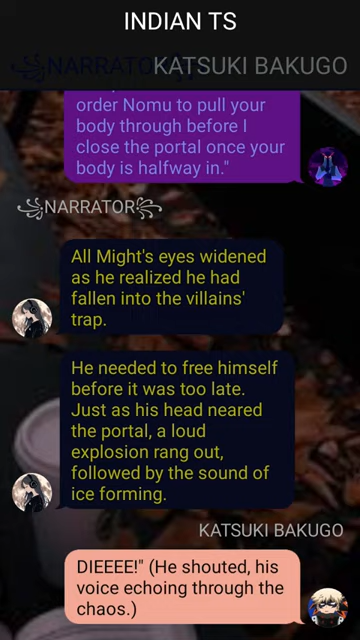 INDIAN TS
꧁NARRATOR꧂
KATSUKI BAKUGO
order Nomu to pull your
body through before I
close the portal once your
body is halfway in."
꧁NARRATOR꧂
All Might's eyes widened
as he realized he had
fallen into the villains'
trap.
He needed to free himself
before it was too late.
Just as his head neared
the portal, a loud
explosion rang out,
followed by the sound of
ice forming.
KATSUKI BAKUGO
DIEEEE!" (He shouted, his
voice echoing through the
chaos.)